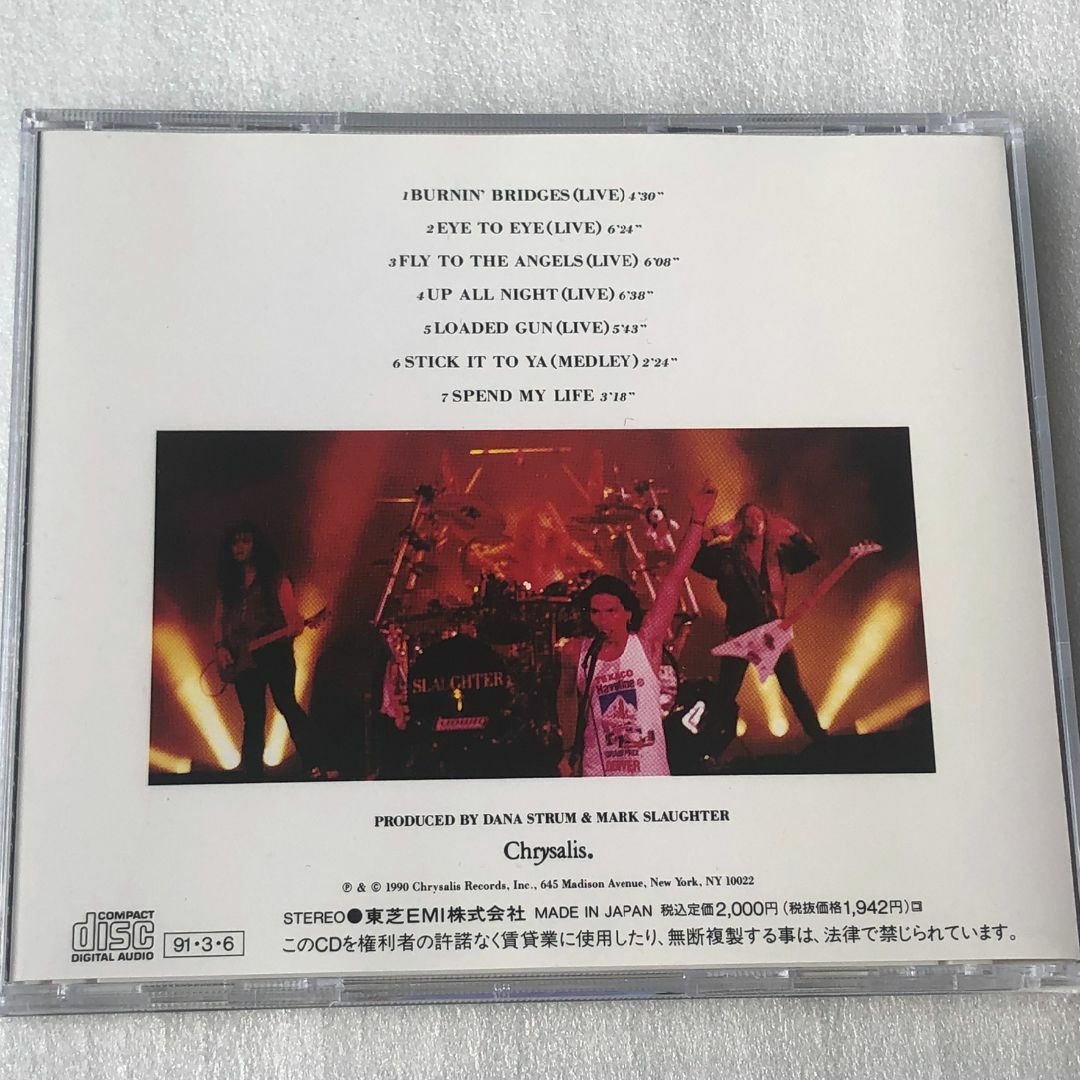 1 BURNIN' BRIDGES (LIVE) 4'30"
2 EYE TO EYE (LIVE) 6'24"
3 FLY TO THE ANGELS (LIVE) 6'08"
4 UP ALL NIGHT (LIVE) 6'38"
5 LOADED GUN (LIVE) 5'43"
6 STICK IT TO YA (MEDLEY) 2'24"
7 SPEND MY LIFE 3'18"
SLAUGHTER
TEXACO
Havoline
GRAND PRIX
DENVER
PRODUCED BY DANA STRUM & MARK SLAUGHTER
Chrysalis.
℗ & © 1990 Chrysalis Records, Inc., 645 Madison Avenue, New York, NY 10022
COMPACT
disc
DIGITAL AUDIO
91・3・6
STEREO●東芝EMI株式会社 MADE IN JAPAN 税込定価2,000円(税抜価格1,942円)
このCDを権利者の許諾なく賃貸業に使用したり、無断複製する事は、法律で禁じられています。